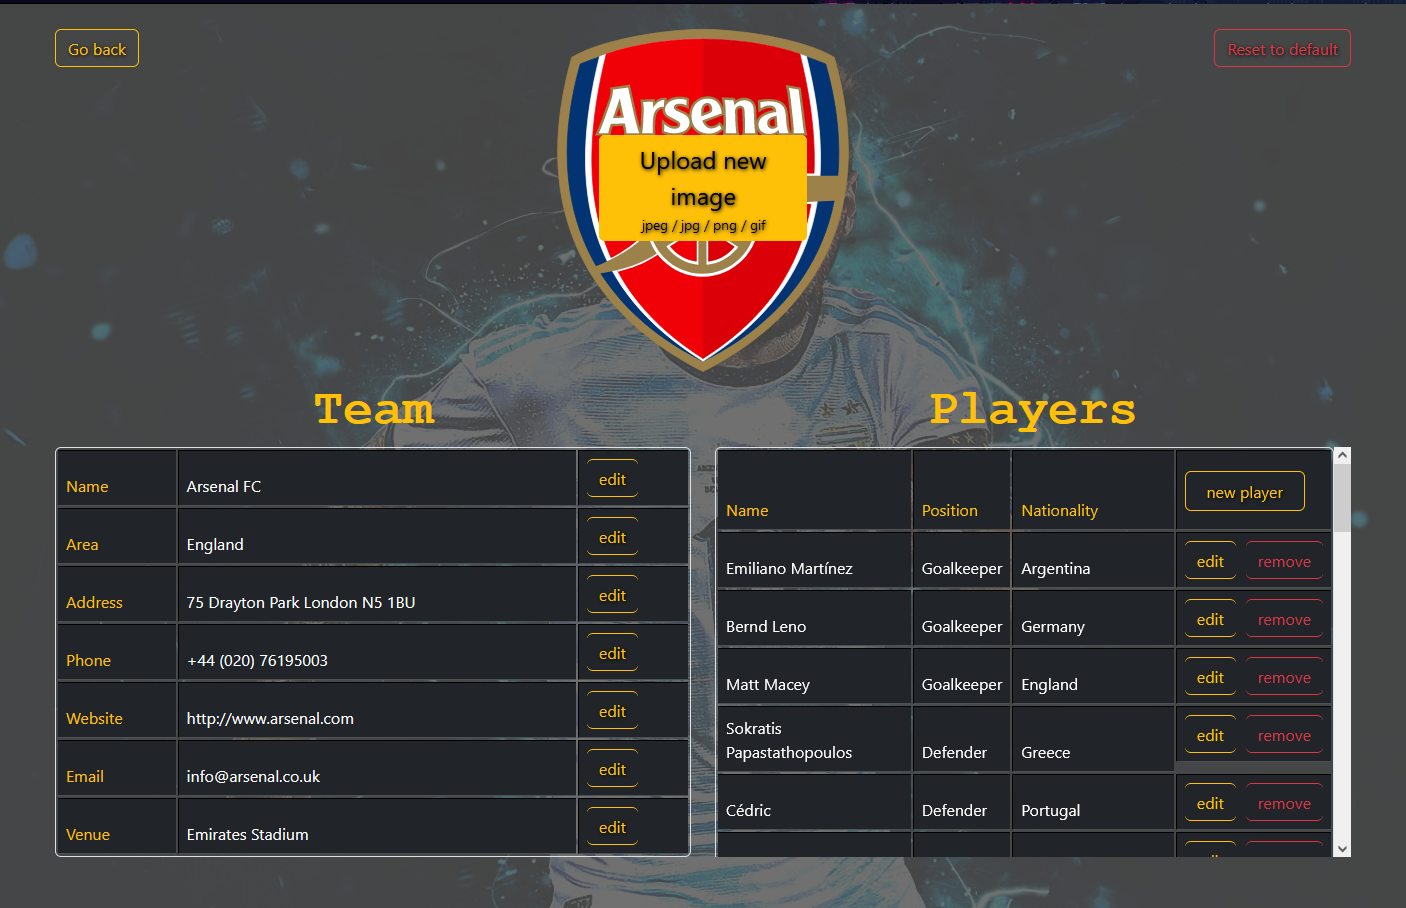 Go back
Reset to default
Arsenal
Upload new
image
jpeg / jpg / png / gif
Team
Players
Name Arsenal FC edit
Area England edit
Address 75 Drayton Park London N5 1BU edit
Phone +44 (020) 76195003 edit
Website http://www.arsenal.com edit
Email info@arsenal.co.uk edit
Venue Emirates Stadium edit
Name Position Nationality new player
Emiliano Martínez Goalkeeper Argentina edit remove
Bernd Leno Goalkeeper Germany edit remove
Matt Macey Goalkeeper England edit remove
Sokratis
Papastathopoulos Defender Greece edit remove
Cédric Defender Portugal edit remove